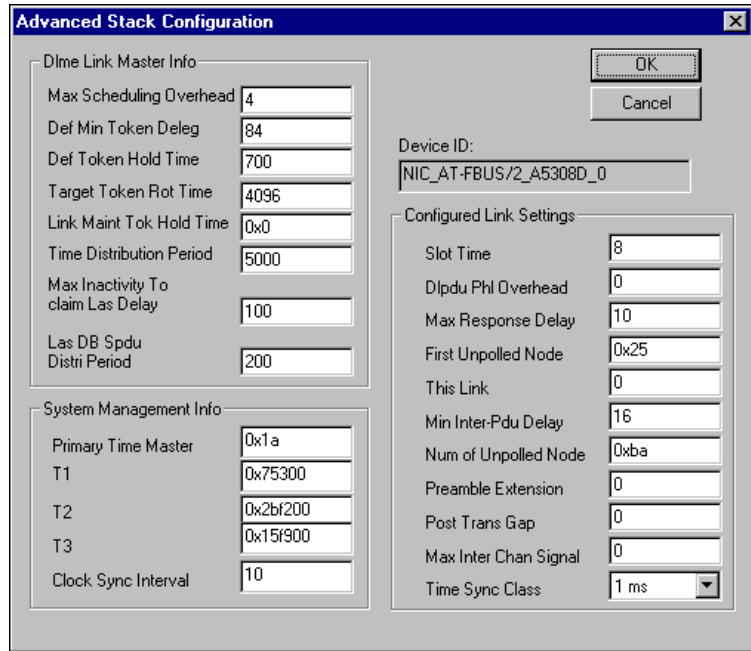 Advanced Stack Configuration
Dlme Link Master Info
Max Scheduling Overhead 4
Def Min Token Deleg 84
Def Token Hold Time 700
Target Token Rot Time 4096
Link Maint Tok Hold Time 0x0
Time Distribution Period 5000
Max Inactivity To
claim Las Delay 100
Las DB Spdu
Distri Period 200
System Management Info
Primary Time Master 0x1a
T1 0x75300
T2 0x2bf200
T3 0x15f900
Clock Sync Interval 10
OK
Cancel
Device ID:
NIC_AT-FBUS/2_A5308D_0
Configured Link Settings
Slot Time 8
Dlpdu Phl Overhead 0
Max Response Delay 10
First Unpolled Node 0x25
This Link 0
Min Inter-Pdu Delay 16
Num of Unpolled Node 0xba
Preamble Extension 0
Post Trans Gap 0
Max Inter Chan Signal 0
Time Sync Class 1 ms